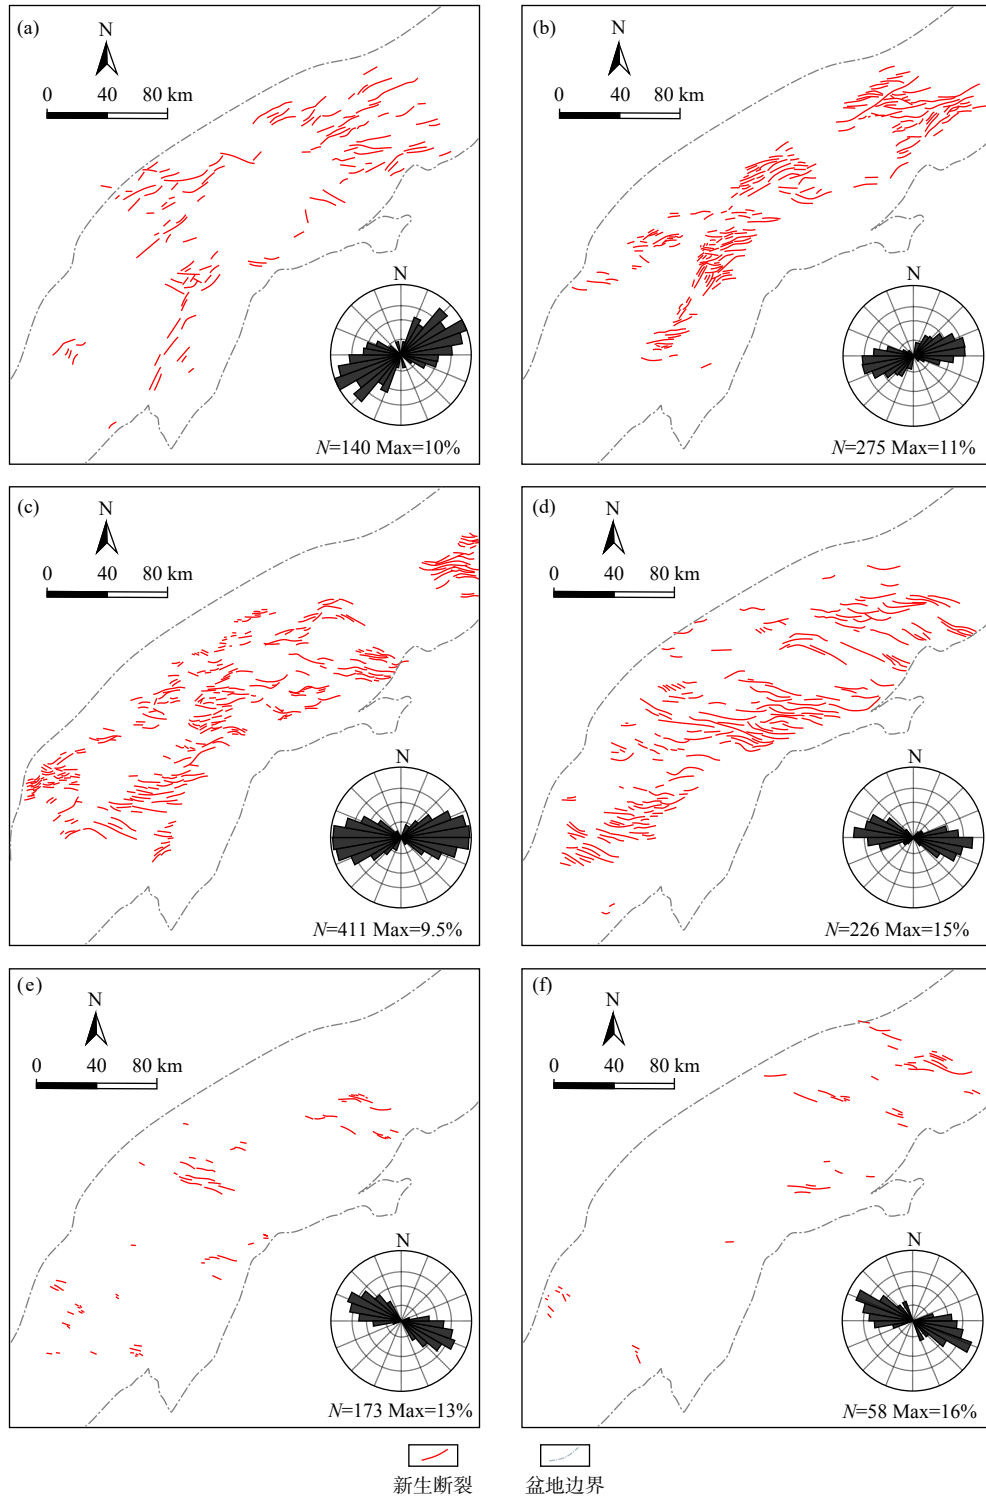 (a)
N
0 40 80 km
N
N=140 Max=10%
(b)
N
0 40 80 km
N
N=275 Max=11%
(c)
N
0 40 80 km
N
N=411 Max=9.5%
(d)
N
0 40 80 km
N
N=226 Max=15%
(e)
N
0 40 80 km
N
N=173 Max=13%
(f)
N
0 40 80 km
N
N=58 Max=16%
新生断裂 盆地边界